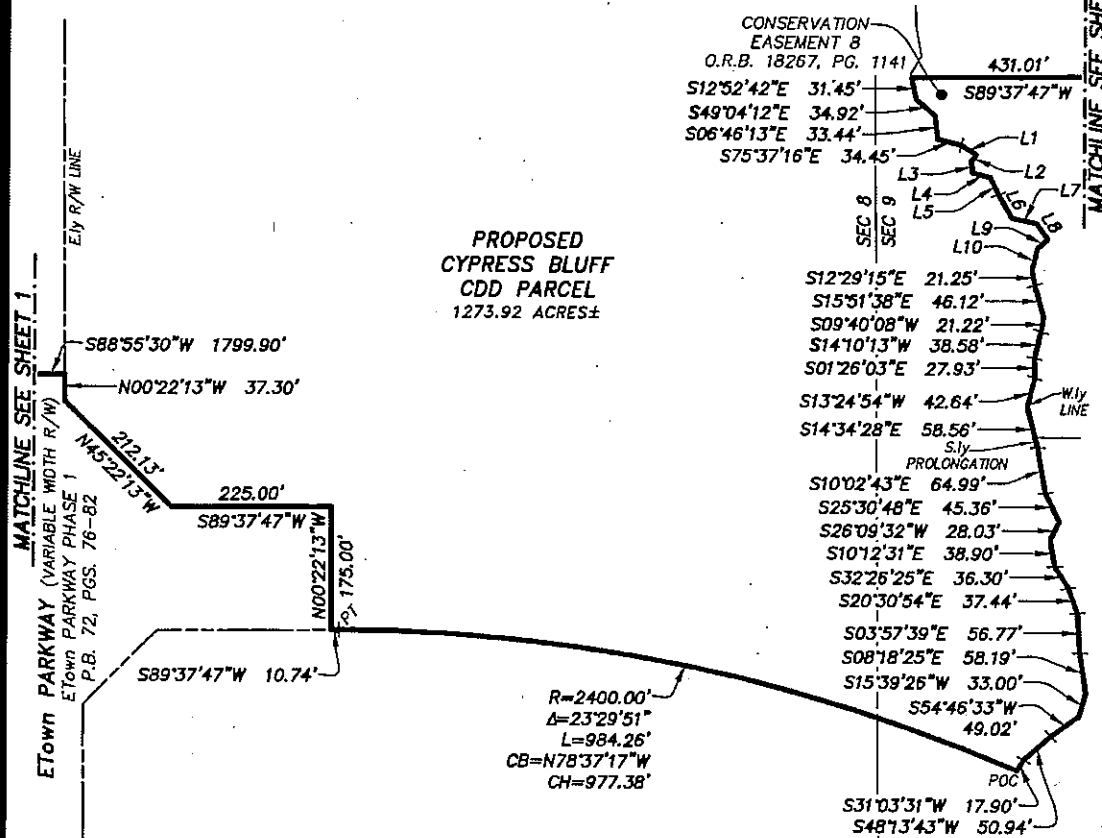 CONSERVATION
EASEMENT 8
O.R.B. 18267, PG. 1141
431.01'
S89°37'47"W
MATCHLINE SEE SHE
S12°52'42"E 31.45'
S49°04'12"E 34.92'
S06°46'13"E 33.44'
S75°37'16"E 34.45'
L1
L2
L3
L4
L5
L6
L7
L8
L9
L10
SEC 8
SEC 9
Ely R/W LINE
PROPOSED
CYPRESS BLUFF
CDD PARCEL
1273.92 ACRES±
S12°29'15"E 21.25'
S15°51'38"E 46.12'
S09°40'08"W 21.22'
S14°10'13"W 38.58'
S01°26'03"E 27.93'
S13°24'54"W 42.64'
S14°34'28"E 58.56'
W.ly
LINE
S.ly
PROLONGATION
S10°02'43"E 64.99'
S25°30'48"E 45.36'
S26°09'32"W 28.03'
S10°12'31"E 38.90'
S32°26'25"E 36.30'
S20°30'54"E 37.44'
S03°57'39"E 56.77'
S08°18'25"E 58.19'
S15°39'26"W 33.00'
S54°46'33"W
49.02'
POC
S31°03'31"W 17.90'
S48°13'43"W 50.94'
MATCHLINE SEE SHEET 1
S88°55'30"W 1799.90'
N00°22'13"W 37.30'
212.13'
N45°22'13"W
225.00'
S89°37'47"W
N00°22'13"W
175.00'
PT
S89°37'47"W 10.74'
ETown PARKWAY (VARIABLE WIDTH R/W)
ETown PARKWAY PHASE 1
P.B. 72, PGS. 76-82
R=2400.00'
Δ=23°29'51"
L=984.26'
CB=N78°37'17"W
CH=977.38'